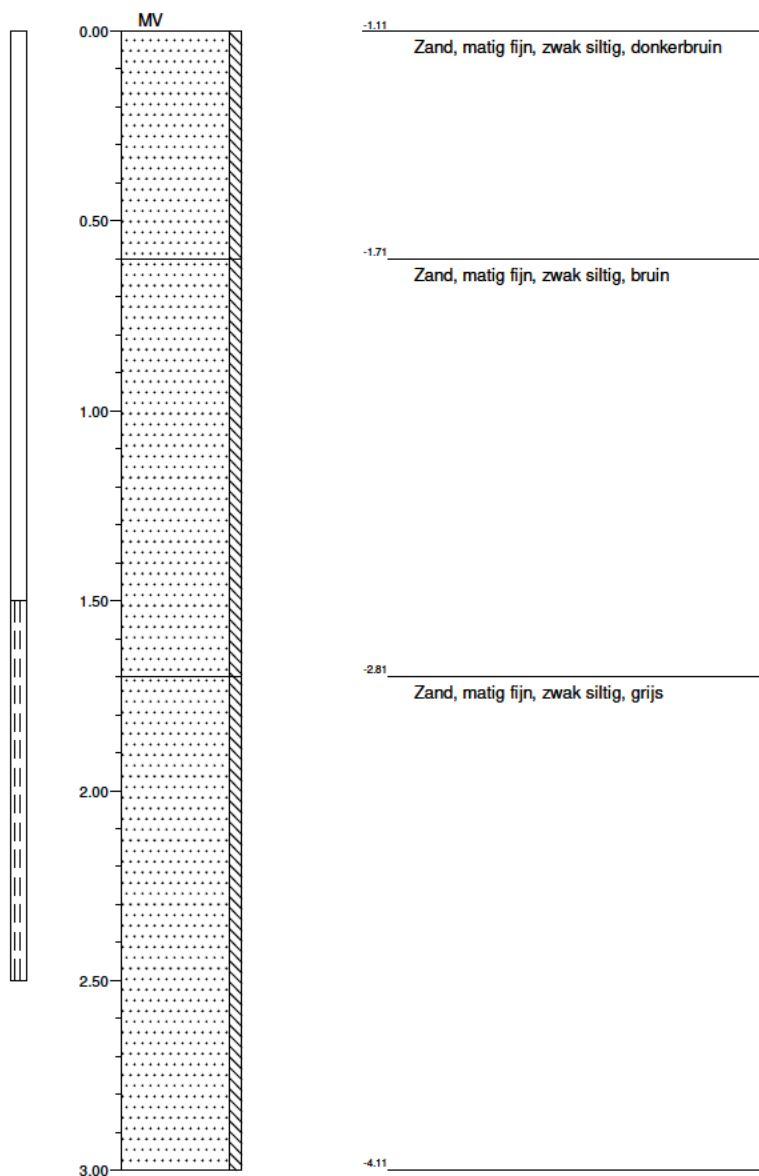 MV
0.00
-1.11
Zand, matig fijn, zwak siltig, donkerbruin
0.50
-1.71
Zand, matig fijn, zwak siltig, bruin
1.00
1.50
-2.81
Zand, matig fijn, zwak siltig, grijs
2.00
2.50
3.00
-4.11